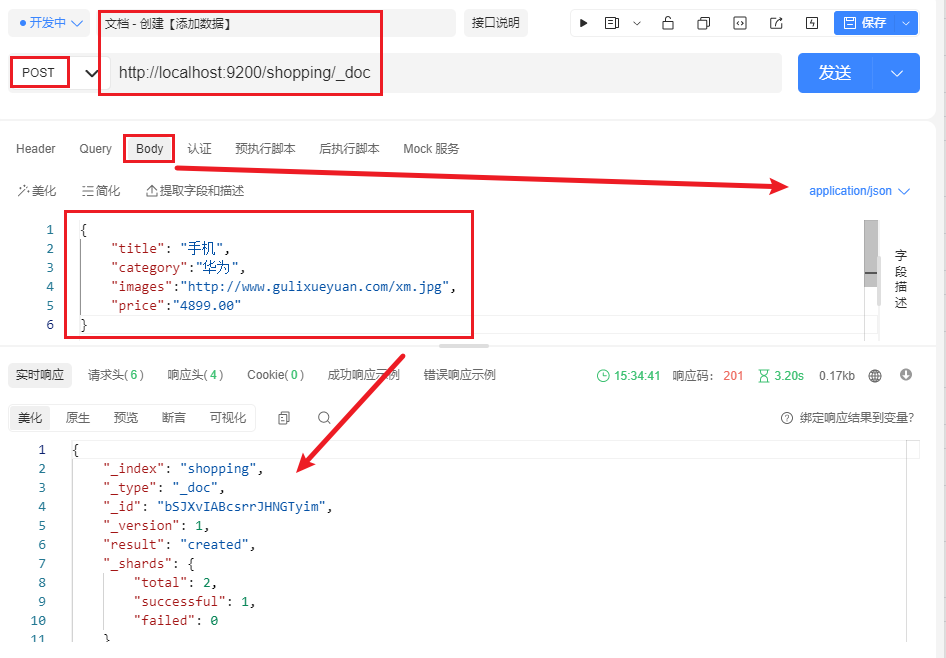 开发中
文档 - 创建【添加数据】
接口说明
保存
POST
http://localhost:9200/shopping/_doc
发送
Header Query Body 认证 预执行脚本 后执行脚本 Mock 服务
美化 简化 提取字段和描述
application/json
1 {
2 "title": "手机",
3 "category":"华为",
4 "images":"http://www.gulixueyuan.com/xm.jpg",
5 "price":"4899.00"
6 }
字段描述
实时响应 请求头(6) 响应头(4) Cookie(0) 成功响应示例 错误响应示例
15:34:41 响应码: 201 3.20s 0.17kb
美化 原生 预览 断言 可视化
绑定响应结果到变量?
1 {
2 "_index": "shopping",
3 "_type": "_doc",
4 "_id": "bSJXvIABcsrrJHNGTyim",
5 "_version": 1,
6 "result": "created",
7 "_shards": {
8 "total": 2,
9 "successful": 1,
10 "failed": 0
11 }